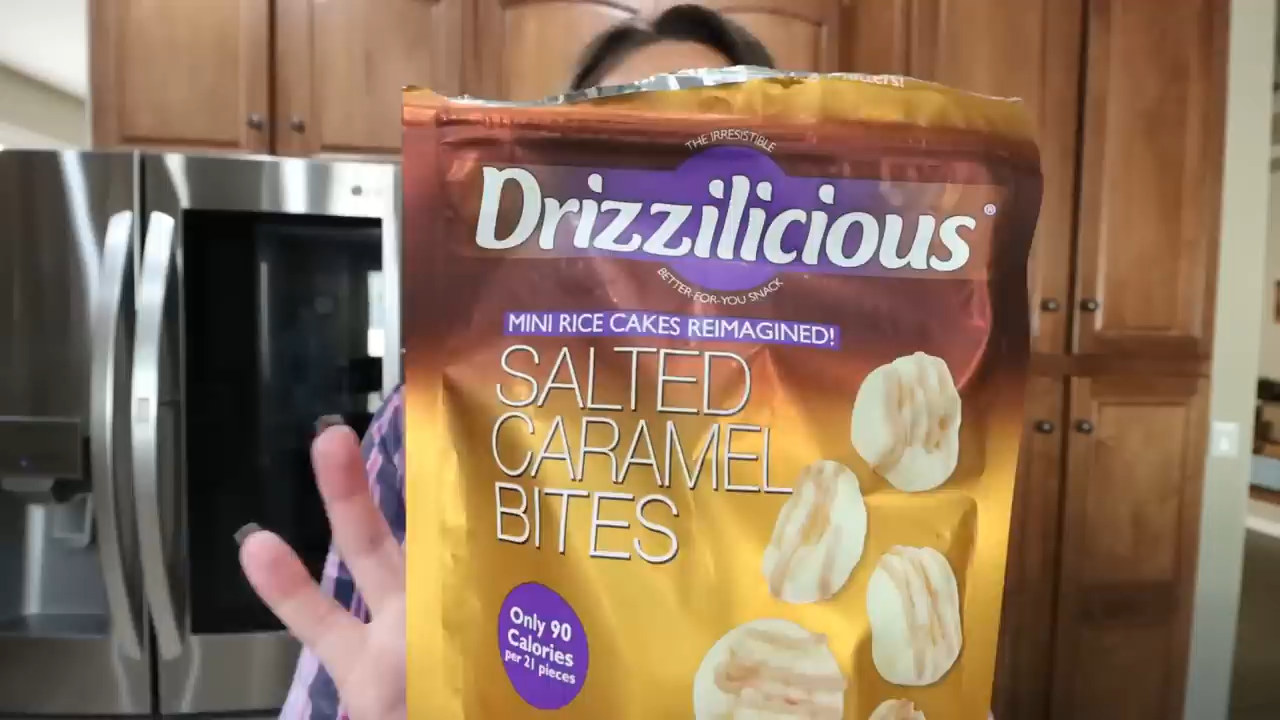 THE IRRESISTIBLE
Drizzilicious®
BETTER-FOR-YOU SNACK
MINI RICE CAKES REIMAGINED!
SALTED
CARAMEL
BITES
Only 90
Calories
per 21 pieces